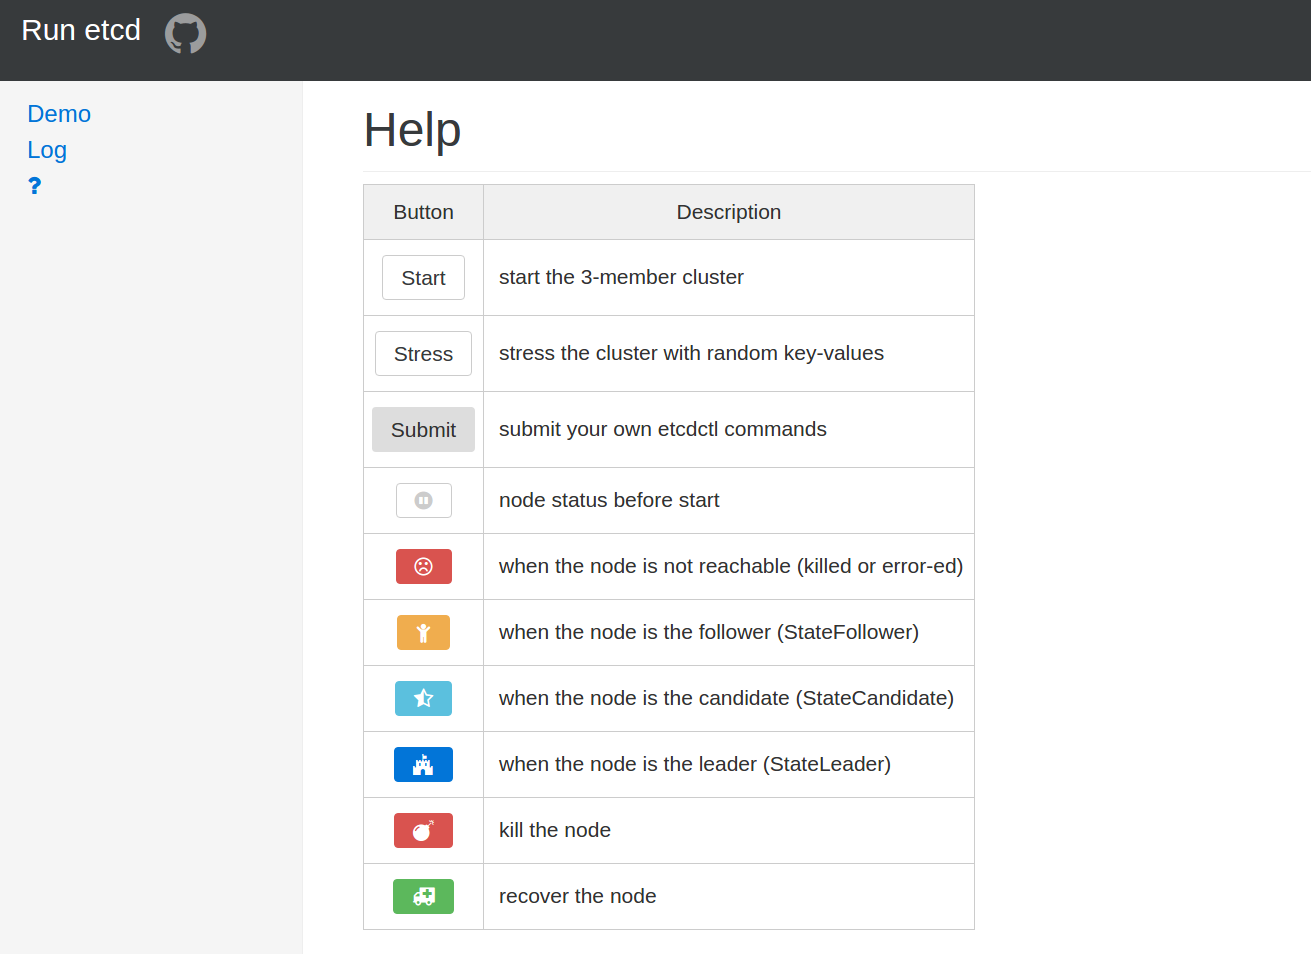 Run etcd
Demo
Log
?
Help
Button Description
Start start the 3-member cluster
Stress stress the cluster with random key-values
Submit submit your own etcdctl commands
node status before start
when the node is not reachable (killed or error-ed)
when the node is the follower (StateFollower)
when the node is the candidate (StateCandidate)
when the node is the leader (StateLeader)
kill the node
recover the node